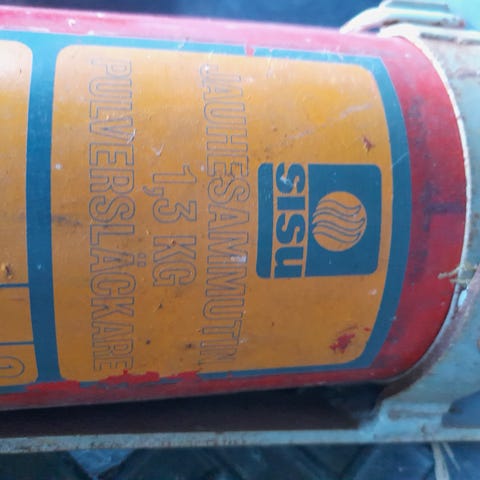 SISU
JAUHESAMMUTIN
1,3 KG
PULVERSLÄCKARE